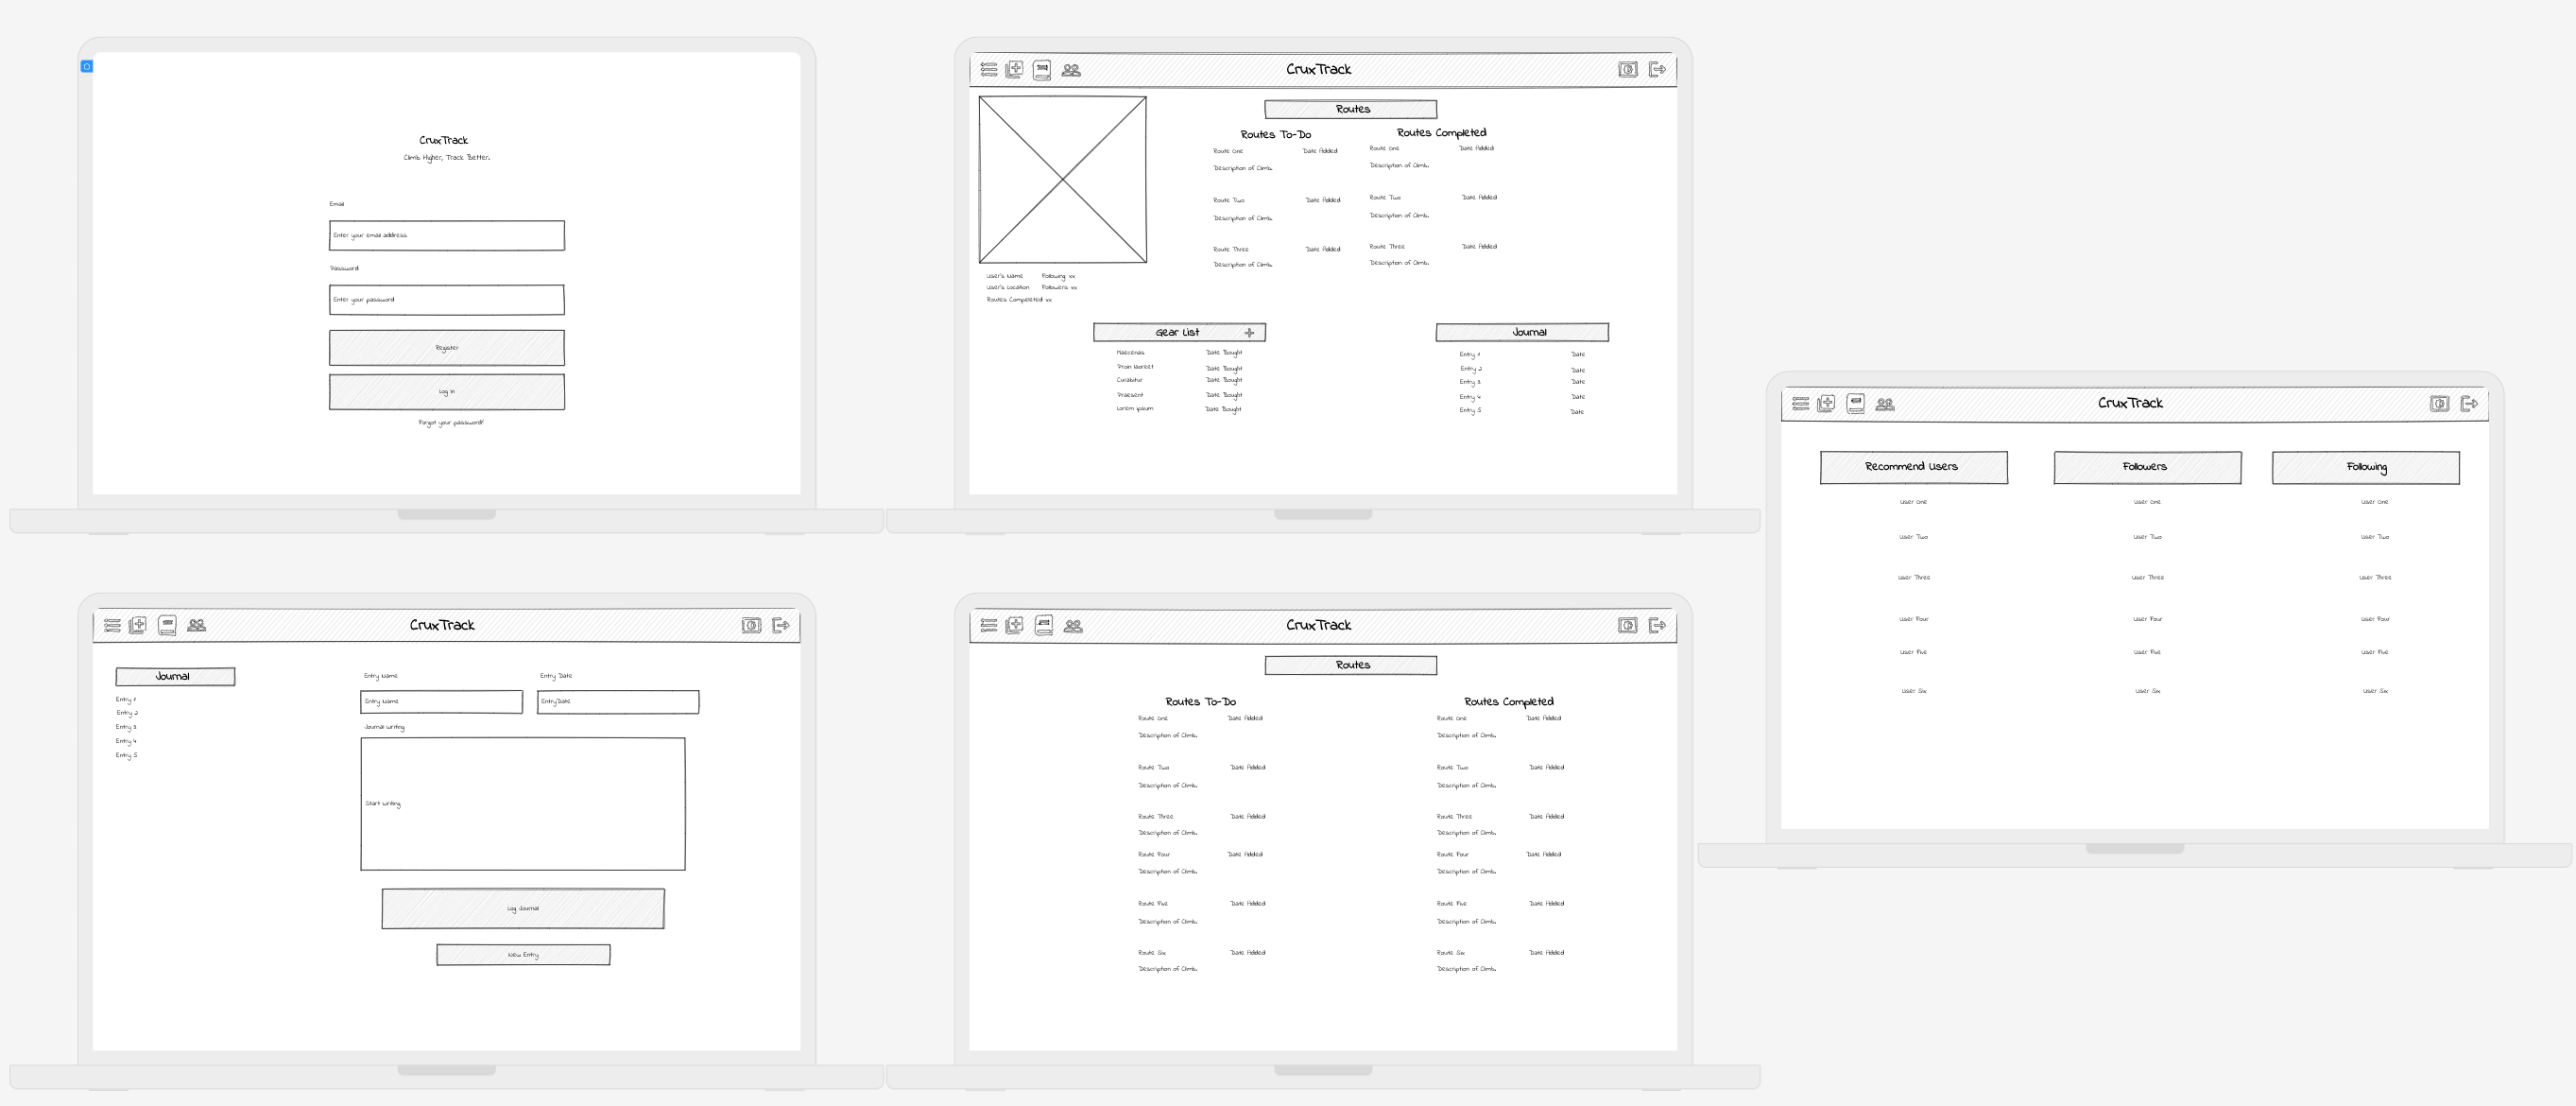 CruxTrack
Climb Higher, Track Better.
Email
Enter your email address
Password
Enter your password
Register
Log In
Forgot your password?
CruxTrack
Routes
Routes To-Do
Route One Date Added
Description of Climb.
Route Two Date Added
Description of Climb.
Route Three Date Added
Description of Climb.
Routes Completed
Route One Date Added
Description of Climb.
Route Two Date Added
Description of Climb.
Route Three Date Added
Description of Climb.
User's Name Following xx
User's Location Followers xx
Routes Compeleted xx
Gear List
Maecenas Date Bought
Proin laoreet Date Bought
Curabitur Date Bought
Praesent Date Bought
Lorem ipsum Date Bought
Journal
Entry 1 Date
Entry 2 Date
Entry 3 Date
Entry 4 Date
Entry 5 Date
CruxTrack
Recommend Users
User One
User Two
User Three
User Four
User Five
User Six
Followers
User One
User Two
User Three
User Four
User Five
User Six
Following
User One
User Two
User Three
User Four
User Five
User Six
CruxTrack
Journal
Entry 1
Entry 2
Entry 3
Entry 4
Entry 5
Entry Name Entry Date
Entry Name EntryDate
Journal Writing
Start Writing
Log Journal
New Entry
CruxTrack
Routes
Routes To-Do
Route One Date Added
Description of Climb.
Route Two Date Added
Description of Climb.
Route Three Date Added
Description of Climb.
Route Four Date Added
Description of Climb.
Route Five Date Added
Description of Climb.
Route Six Date Added
Description of Climb.
Routes Completed
Route One Date Added
Description of Climb.
Route Two Date Added
Description of Climb.
Route Three Date Added
Description of Climb.
Route Four Date Added
Description of Climb.
Route Five Date Added
Description of Climb.
Route Six Date Added
Description of Climb.